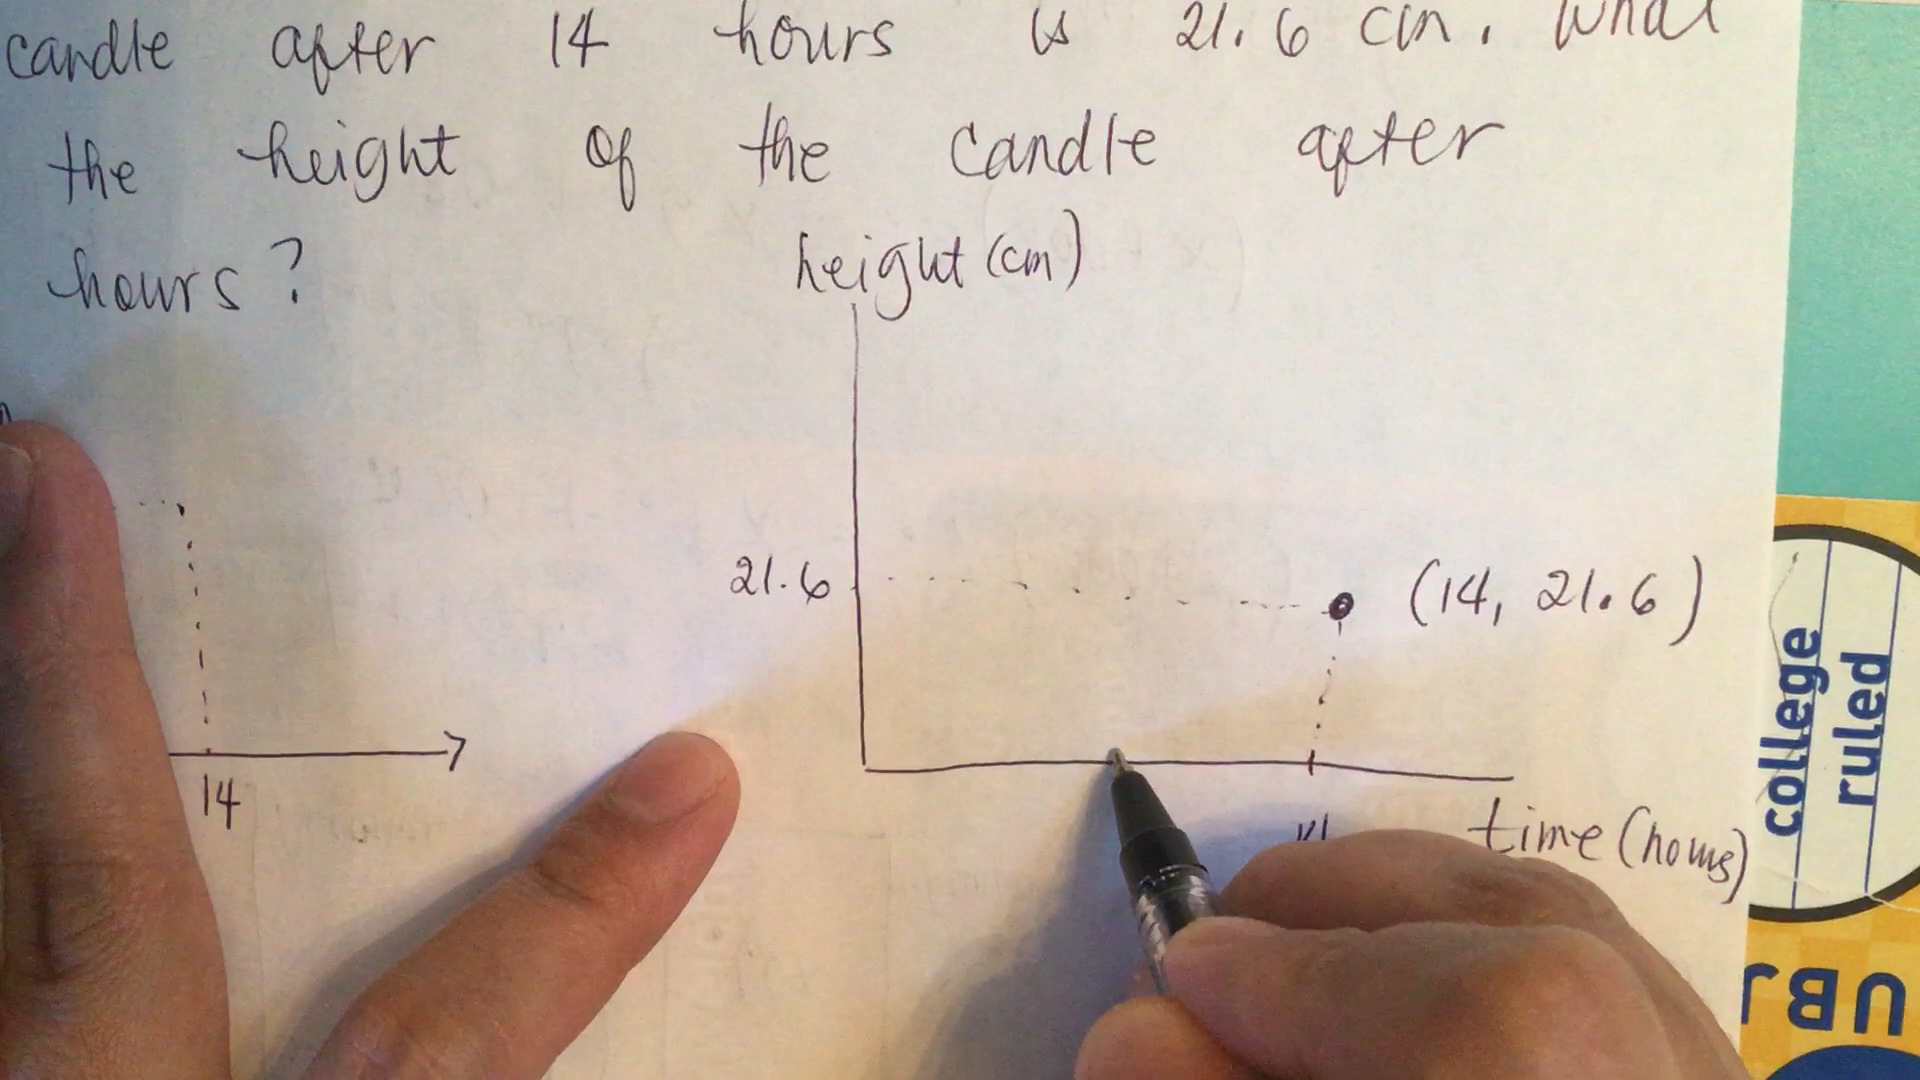 candle after 14 hours is 21.6 cm. What
the height of the candle after
hours?
height (cm)
21.6
(14, 21.6)
14
time (hours)
college
ruled